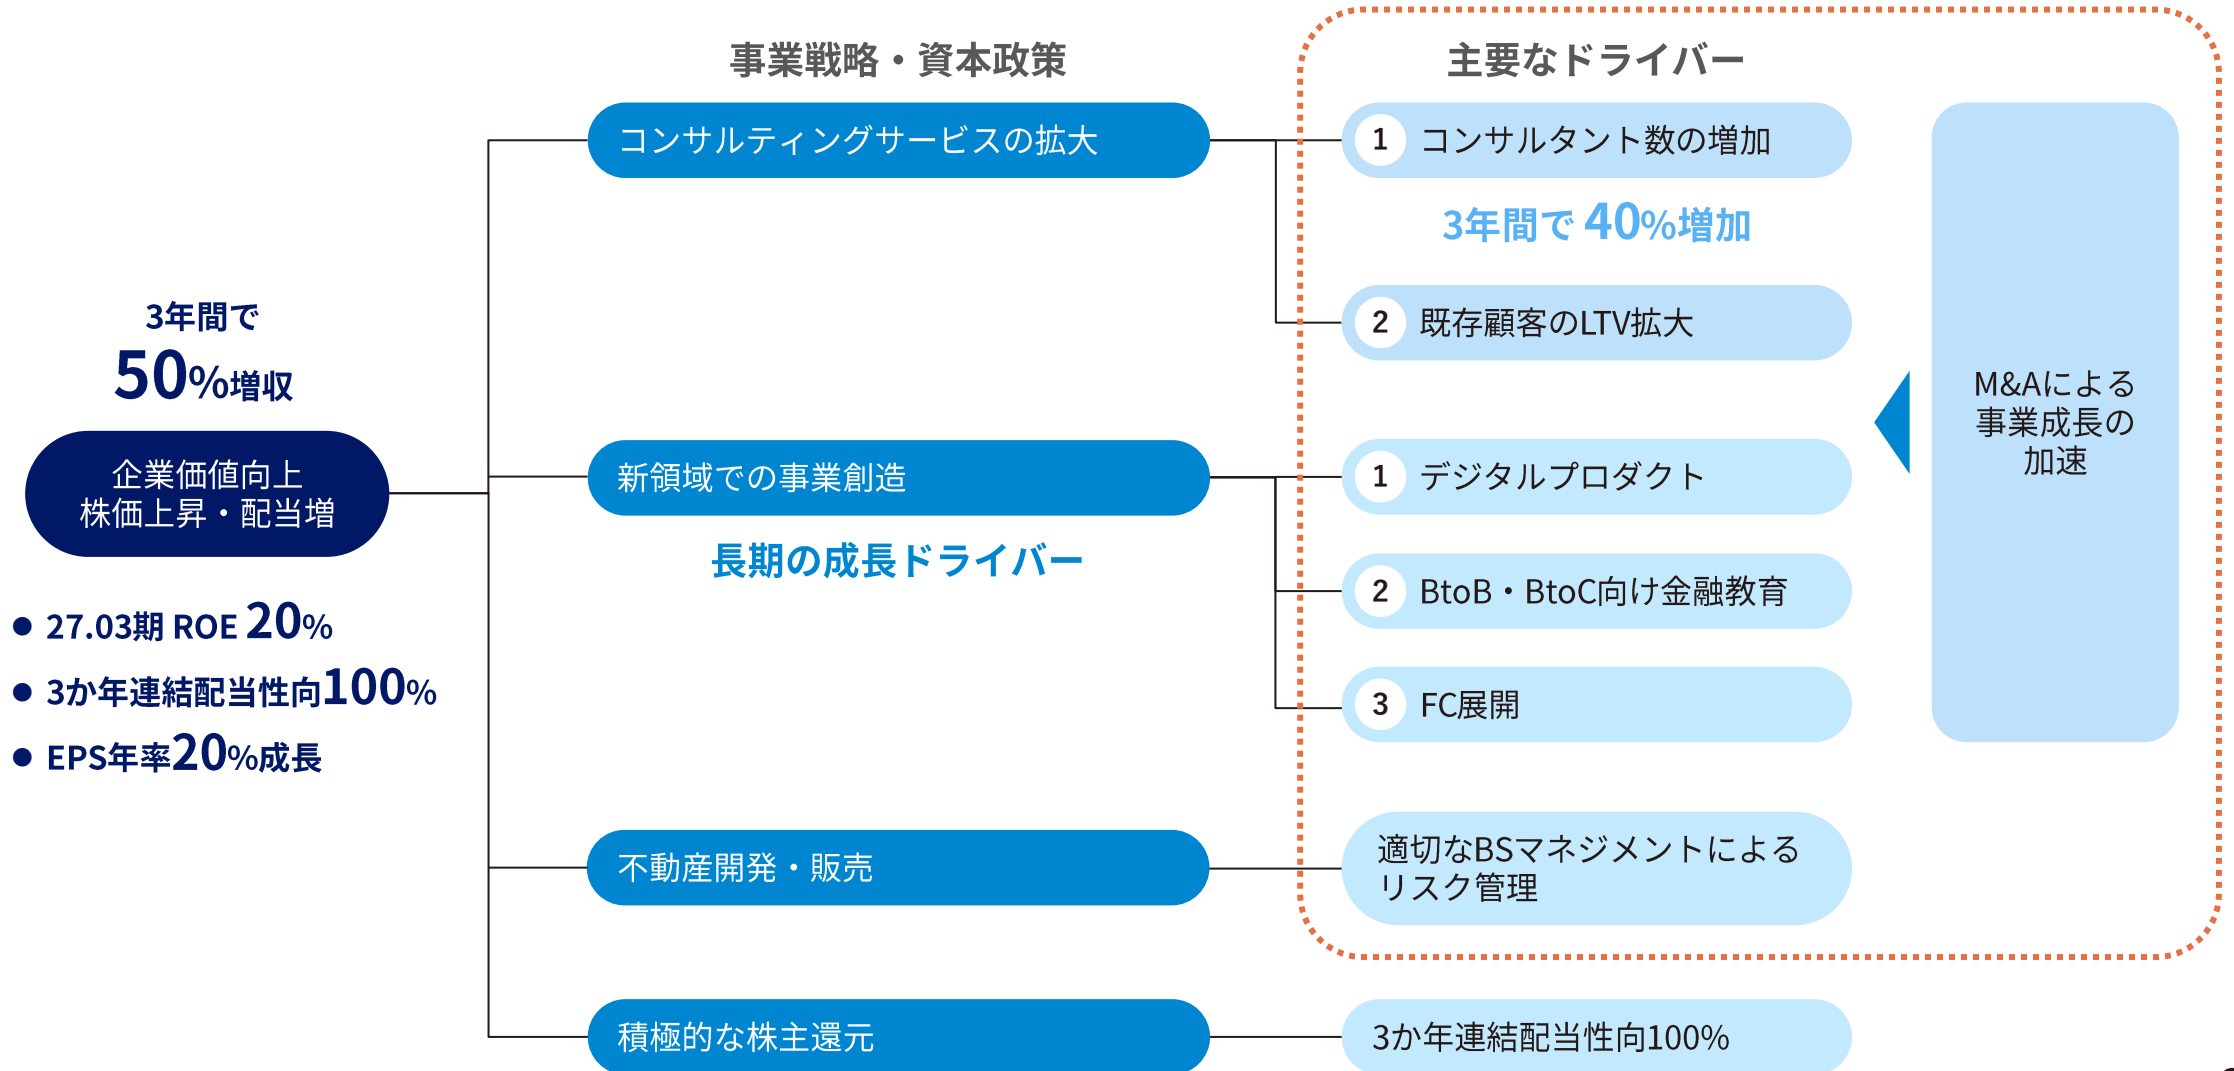 事業戦略・資本政策
主要なドライバー
3年間で
50%増収
企業価値向上
株価上昇・配当増
● 27.03期 ROE 20%
● 3か年連結配当性向100%
● EPS年率20%成長
コンサルティングサービスの拡大
1 コンサルタント数の増加
3年間で 40%増加
2 既存顧客のLTV拡大
新領域での事業創造
長期の成長ドライバー
1 デジタルプロダクト
2 BtoB・BtoC向け金融教育
3 FC展開
不動産開発・販売
適切なBSマネジメントによる
リスク管理
積極的な株主還元
3か年連結配当性向100%
M&Aによる
事業成長の
加速